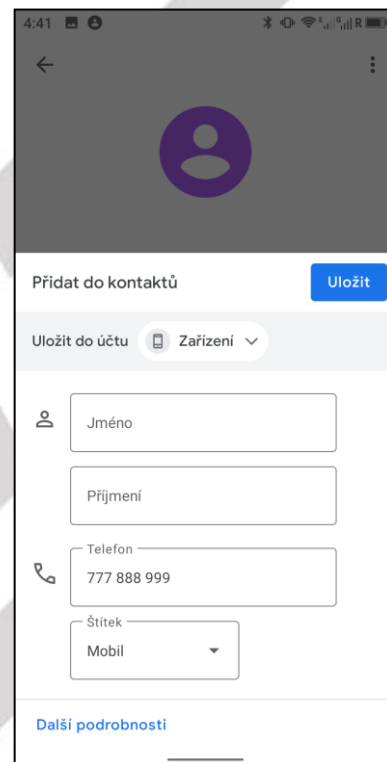 4:41
R
Přidat do kontaktů
Uložit
Uložit do účtu Zařízení
Jméno
Příjmení
Telefon
777 888 999
Štítek
Mobil
Další podrobnosti